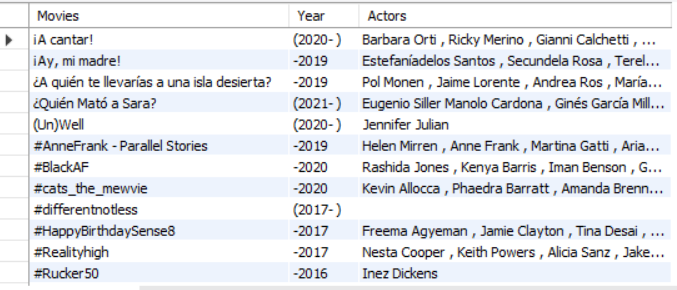 Movies Year Actors
¡A cantar! (2020- ) Barbara Orti , Ricky Merino , Gianni Calchetti , ...
¡Ay, mi madre! -2019 Estefaníadelos Santos , Secundela Rosa , Terel...
¿A quién te llevarías a una isla desierta? -2019 Pol Monen , Jaime Lorente , Andrea Ros , María...
¿Quién Mató a Sara? (2021- ) Eugenio Siller Manolo Cardona , Ginés García Mill...
(Un)Well (2020- ) Jennifer Julian
#AnneFrank - Parallel Stories -2019 Helen Mirren , Anne Frank , Martina Gatti , Aria...
#BlackAF -2020 Rashida Jones , Kenya Barris , Iman Benson , G...
#cats_the_mewvie -2020 Kevin Allocca , Phaedra Barratt , Amanda Brenn...
#differentnotless (2017- )
#HappyBirthdaySense8 -2017 Freema Agyeman , Jamie Clayton , Tina Desai , ...
#Realityhigh -2017 Nesta Cooper , Keith Powers , Alicia Sanz , Jake...
#Rucker50 -2016 Inez Dickens